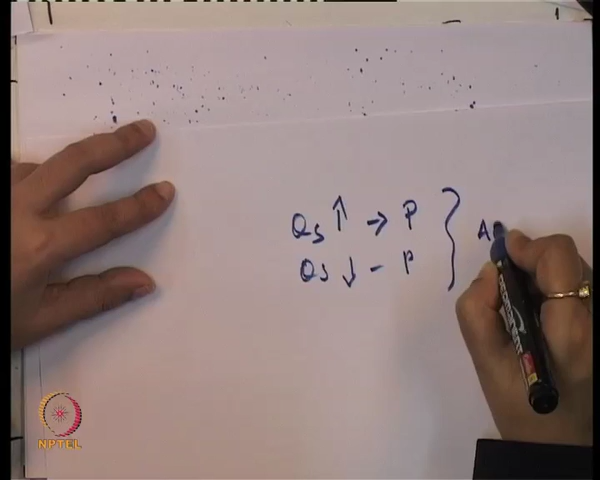 Qs ↑ → P } A
Qs ↓ - P
NPTEL